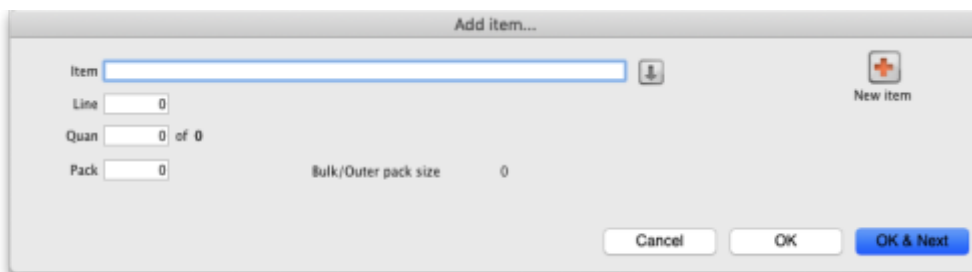 Add item...
Item
New item
Line 0
Quan 0 of 0
Pack 0 Bulk/Outer pack size 0
Cancel OK OK & Next